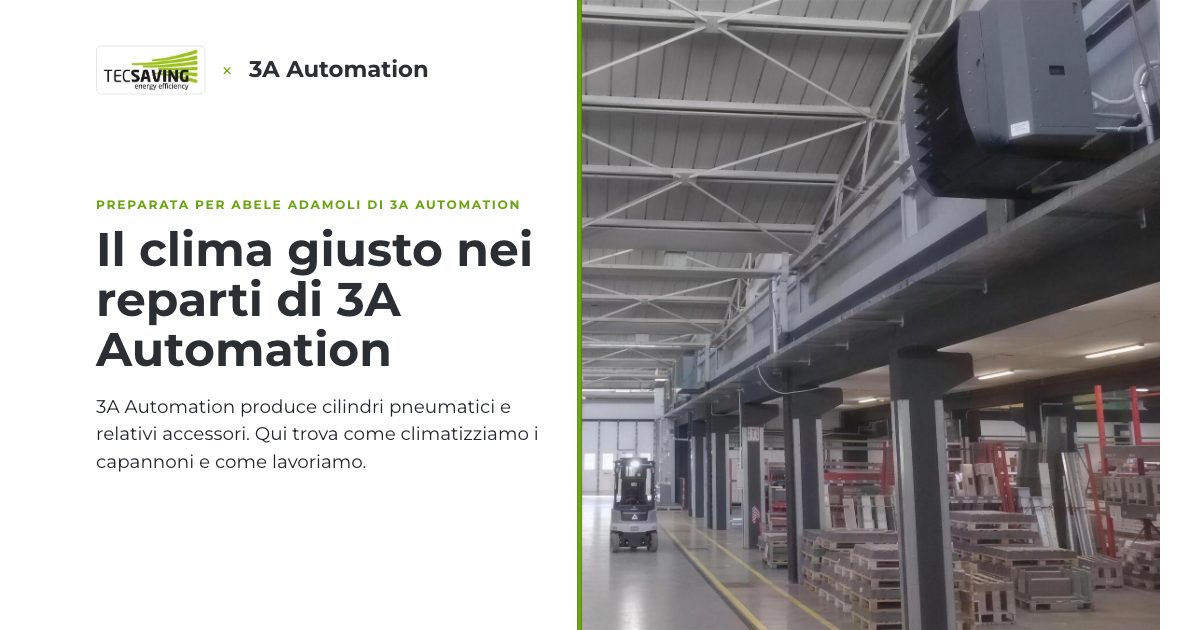 TECSAVING
energy efficiency
× 3A Automation
PREPARATA PER ABELE ADAMOLI DI 3A AUTOMATION
Il clima giusto nei
reparti di 3A
Automation
3A Automation produce cilindri pneumatici e
relativi accessori. Qui trova come climatizziamo i
capannoni e come lavoriamo.